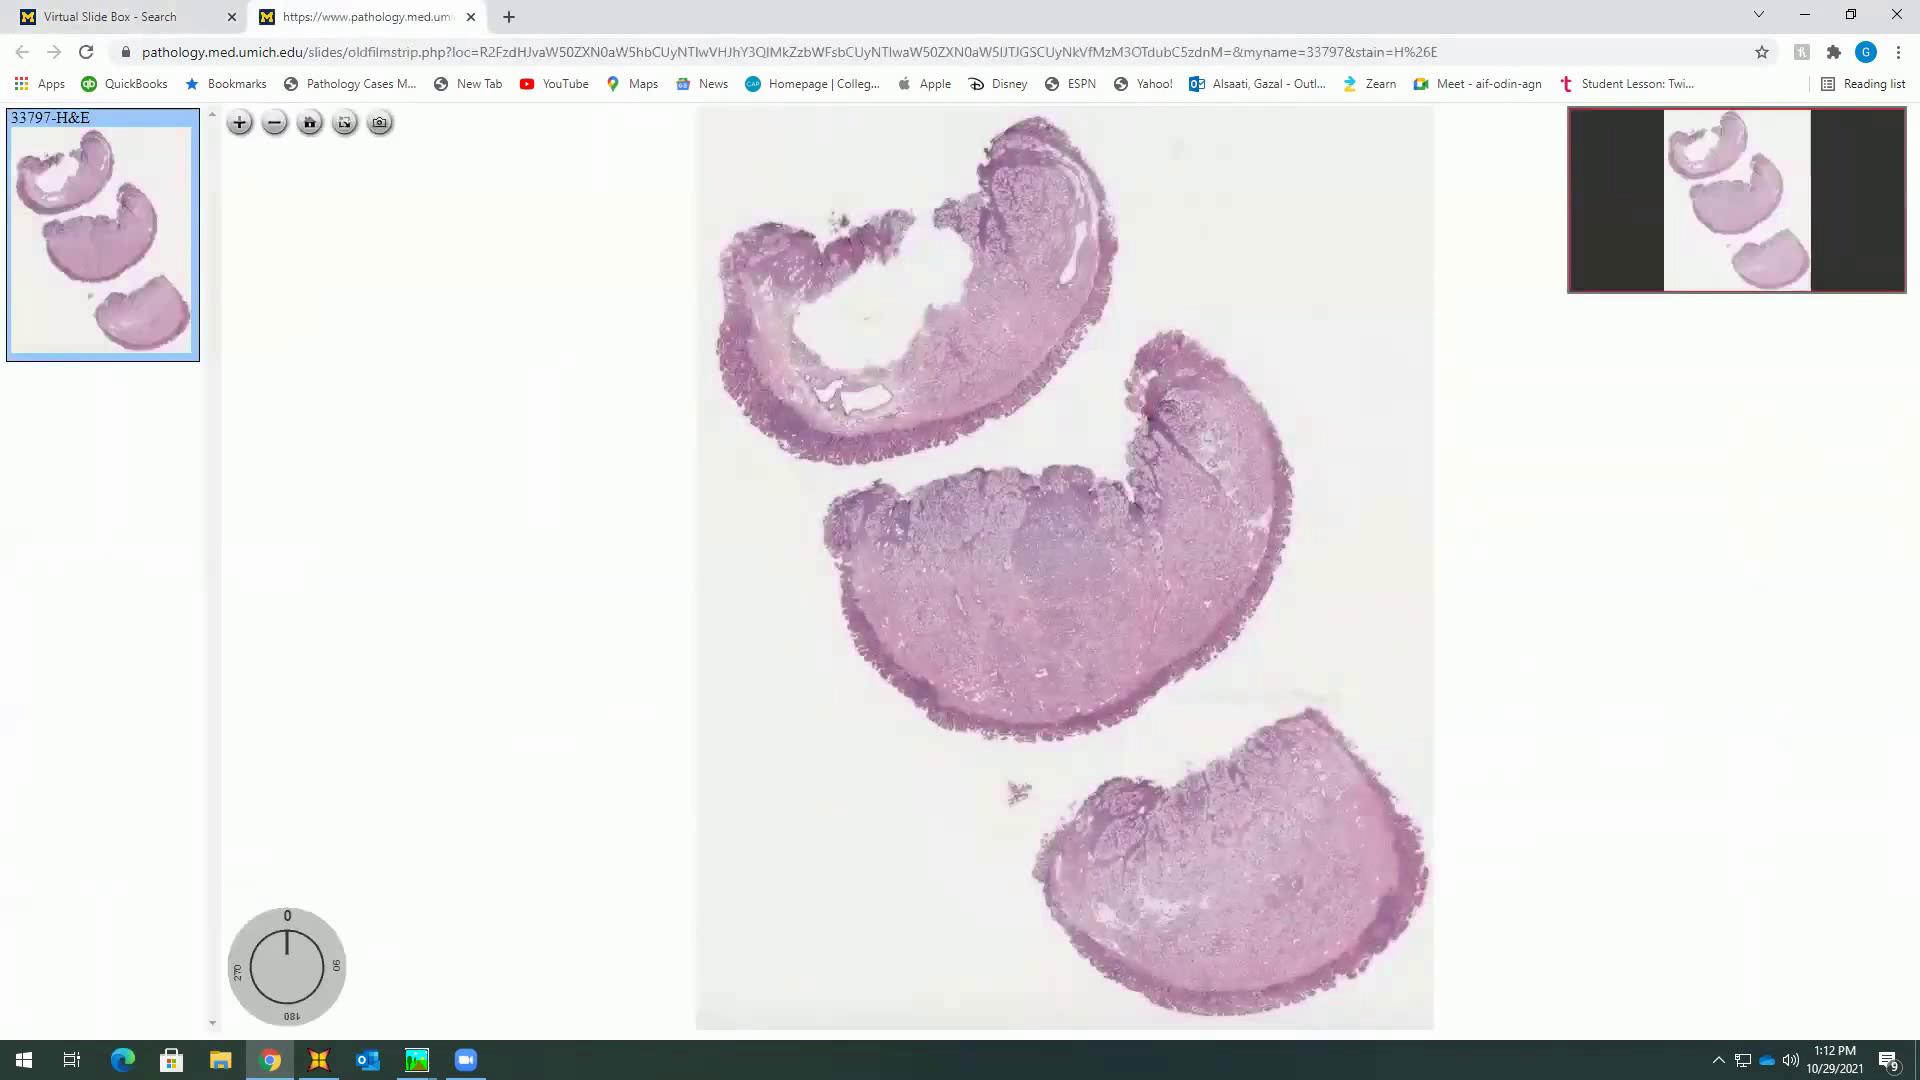 Virtual Slide Box - Search
https://www.pathology.med.um
pathology.med.umich.edu/slides/oldfilmstrip.php?loc=R2FzdHJvaW50ZXN0aW5hbCUyNTIwVHJhY3QlMkZzbWFsbCUyNTIwaW50ZXN0aW5lJTJGSCUyNkVfMzM3OTdubC5zdnM=&myname=33797&stain=H%26E
Apps
QuickBooks
Bookmarks
Pathology Cases M...
New Tab
YouTube
Maps
News
Homepage | Colleg...
Apple
Disney
ESPN
Yahoo!
Alsaati, Gazal - Outl...
Zearn
Meet - aif-odin-agn
Student Lesson: Twi...
Reading list
33797-H&E
0
90
180
270
1:12 PM
10/29/2021
9